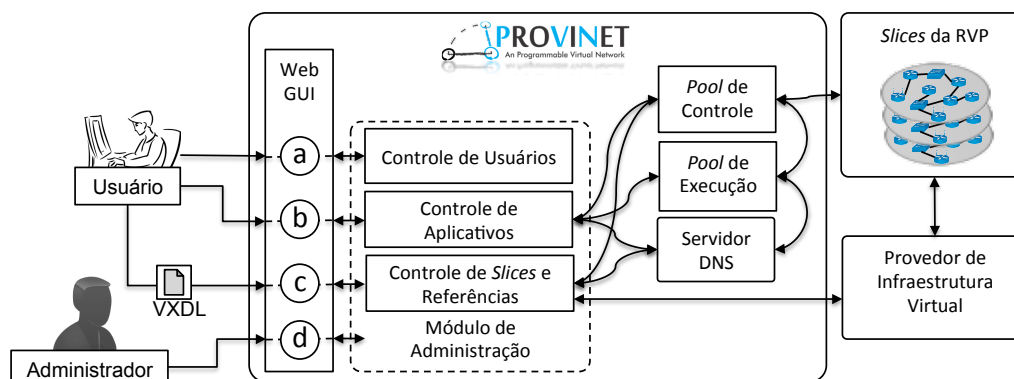 PROVINET
An Programmable Virtual Network
Slices da RVP
Web
GUI
Pool de
Controle
a
Controle de Usuários
Usuário
Pool de
Execução
b
Controle de
Aplicativos
Servidor
DNS
Provedor de
Infraestrutura
Virtual
c
VXDL
Controle de Slices e
Referências
d
Módulo de
Administração
Administrador